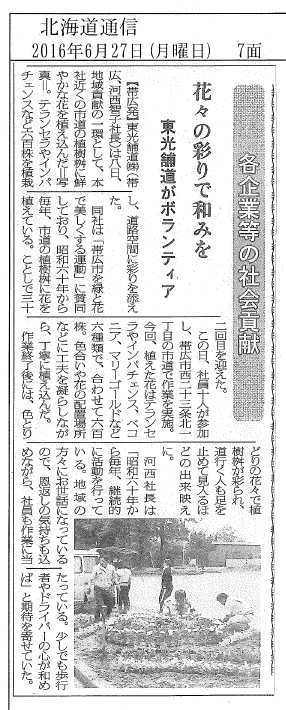 北海道通信
2016年6月27日(月曜日) 7面
各企業等の社会貢献
花々の彩りで和みを
東光舗道がボランティア
【帯広発】東光舗道㈱(帯
広、河西智子社長)は八日、
地域貢献の一環として、本
社近くの市道の植樹桝に鮮
やかな花を植え込んだ=写
真=。テランセラやインパ
チェンスなど六百株を植栽
し、道路空間に彩りを添え
た。
同社は「帯広市を緑と花
で美しくする運動」に賛同
しており、昭和六十年から
毎年、市道の植樹桝に花を
植えている。ことしで三十
二回目を迎えた。
この日、社員十人が参加
し、帯広市西二十三条北一
丁目の市道で作業を実施。
今回、植えた花はテランセ
ラやインパチェンス、ベコ
ニア、マリーゴールドなど
六種類で、合わせて六百
株。色合いや花の配置場所
などに工夫を凝らしなが
ら、丁寧に植え込んだ。
作業終了後には、色とり
どりの花々で植
樹桝が彩られ、
道行く人も足を
止めて見入るほ
どの出来映え
に。
河西社長は
「昭和六十年か
ら毎年、継続的
に活動を行って
いる。地域の
方々にお世話になっている
ので、恩返しの気持ちも込
めながら、社員も作業に当
たっている。少しでも歩行
者やドライバーの心が和め
ば」と期待を寄せていた。